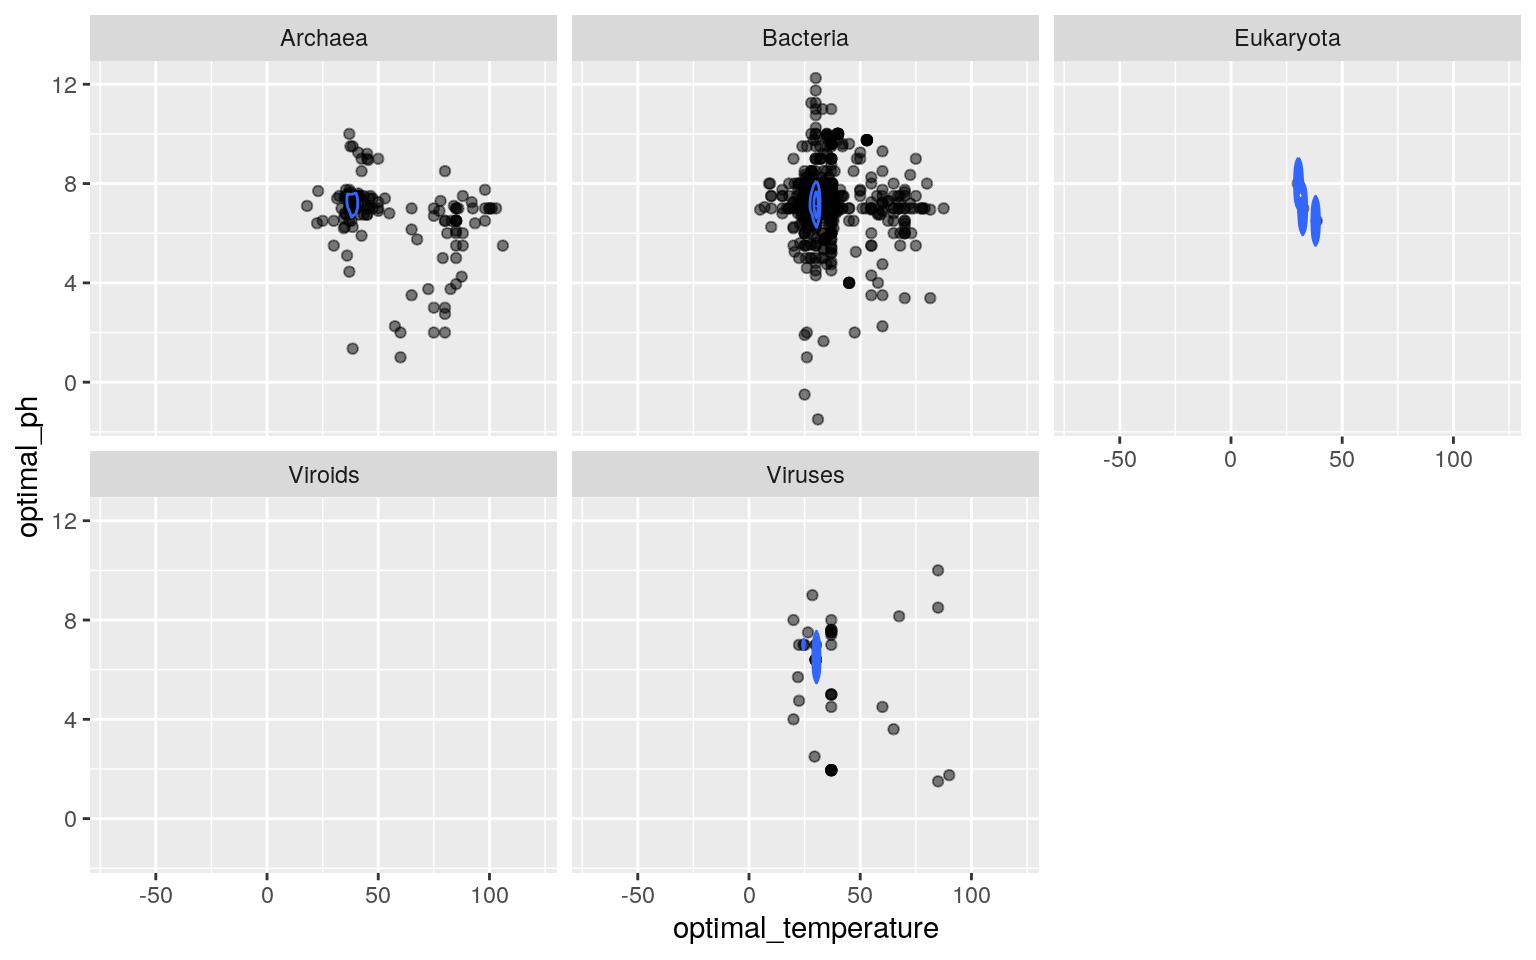 Archaea Bacteria Eukaryota
12
8
4
0
-50 0 50 100
Viroids Viruses
12
8
4
0
-50 0 50 100 -50 0 50 100
optimal_temperature
optimal_ph